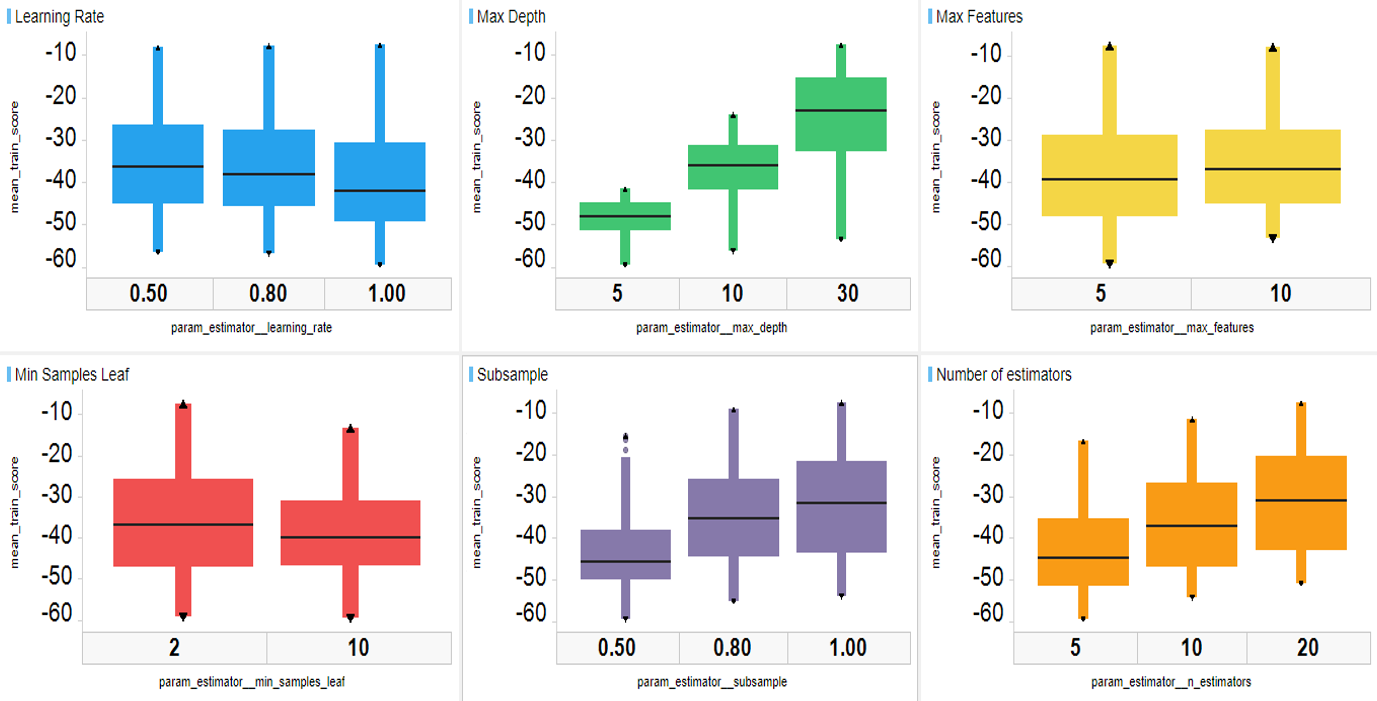 Learning Rate
-10
-20
-30
-40
-50
-60
mean_train_score
0.50 0.80 1.00
param_estimator__learning_rate
Max Depth
-10
-20
-30
-40
-50
-60
mean_train_score
5 10 30
param_estimator__max_depth
Max Features
-10
-20
-30
-40
-50
-60
mean_train_score
5 10
param_estimator__max_features
Min Samples Leaf
-10
-20
-30
-40
-50
-60
mean_train_score
2 10
param_estimator__min_samples_leaf
Subsample
-10
-20
-30
-40
-50
-60
mean_train_score
0.50 0.80 1.00
param_estimator__subsample
Number of estimators
-10
-20
-30
-40
-50
-60
mean_train_score
5 10 20
param_estimator__n_estimators